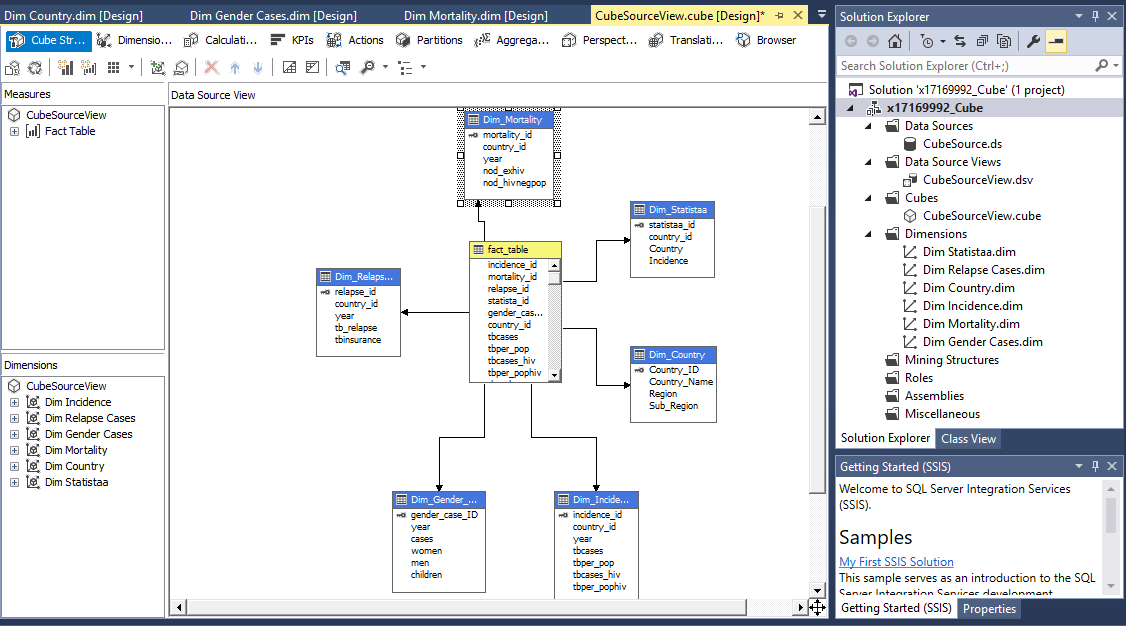 Dim Country.dim [Design]
Dim Gender Cases.dim [Design]
Dim Mortality.dim [Design]
CubeSourceView.cube [Design]*
Cube Str...
Dimensio...
Calculati...
KPIs
Actions
Partitions
Aggrega...
Perspect...
Translati...
Browser
Measures
CubeSourceView
Fact Table
Dimensions
CubeSourceView
Dim Incidence
Dim Relapse Cases
Dim Gender Cases
Dim Mortality
Dim Country
Dim Statistaa
Data Source View
Dim_Mortality
mortality_id
country_id
year
nod_exhiv
nod_hivnegpop
Dim_Statistaa
statistaa_id
country_id
Country
Incidence
fact_table
incidence_id
mortality_id
relapse_id
statista_id
gender_cas...
country_id
tbcases
tbper_pop
tbcases_hiv
tbper_pophiv
Dim_Relaps...
relapse_id
country_id
year
tb_relapse
tbinsurance
Dim_Country
Country_ID
Country_Name
Region
Sub_Region
Dim_Gender_...
gender_case_ID
year
cases
women
men
children
Dim_Incide...
incidence_id
country_id
year
tbcases
tbper_pop
tbcases_hiv
tbper_pophiv
Solution Explorer
Search Solution Explorer (Ctrl+;)
Solution 'x17169992_Cube' (1 project)
x17169992_Cube
Data Sources
CubeSource.ds
Data Source Views
CubeSourceView.dsv
Cubes
CubeSourceView.cube
Dimensions
Dim Statistaa.dim
Dim Relapse Cases.dim
Dim Country.dim
Dim Incidence.dim
Dim Mortality.dim
Dim Gender Cases.dim
Mining Structures
Roles
Assemblies
Miscellaneous
Solution Explorer
Class View
Getting Started (SSIS)
Welcome to SQL Server Integration Services
(SSIS).
Samples
My First SSIS Solution
This sample serves as an introduction to the SQL
Server Integration Services development
Getting Started (SSIS)
Properties